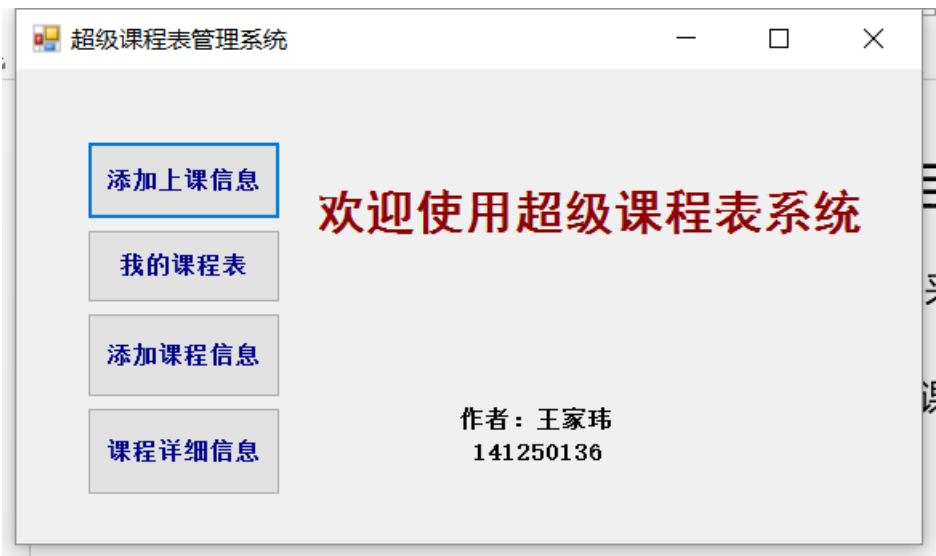 超级课程表管理系统
添加上课信息
欢迎使用超级课程表系统
我的课程表
添加课程信息
课程详细信息
作者：王家玮
141250136